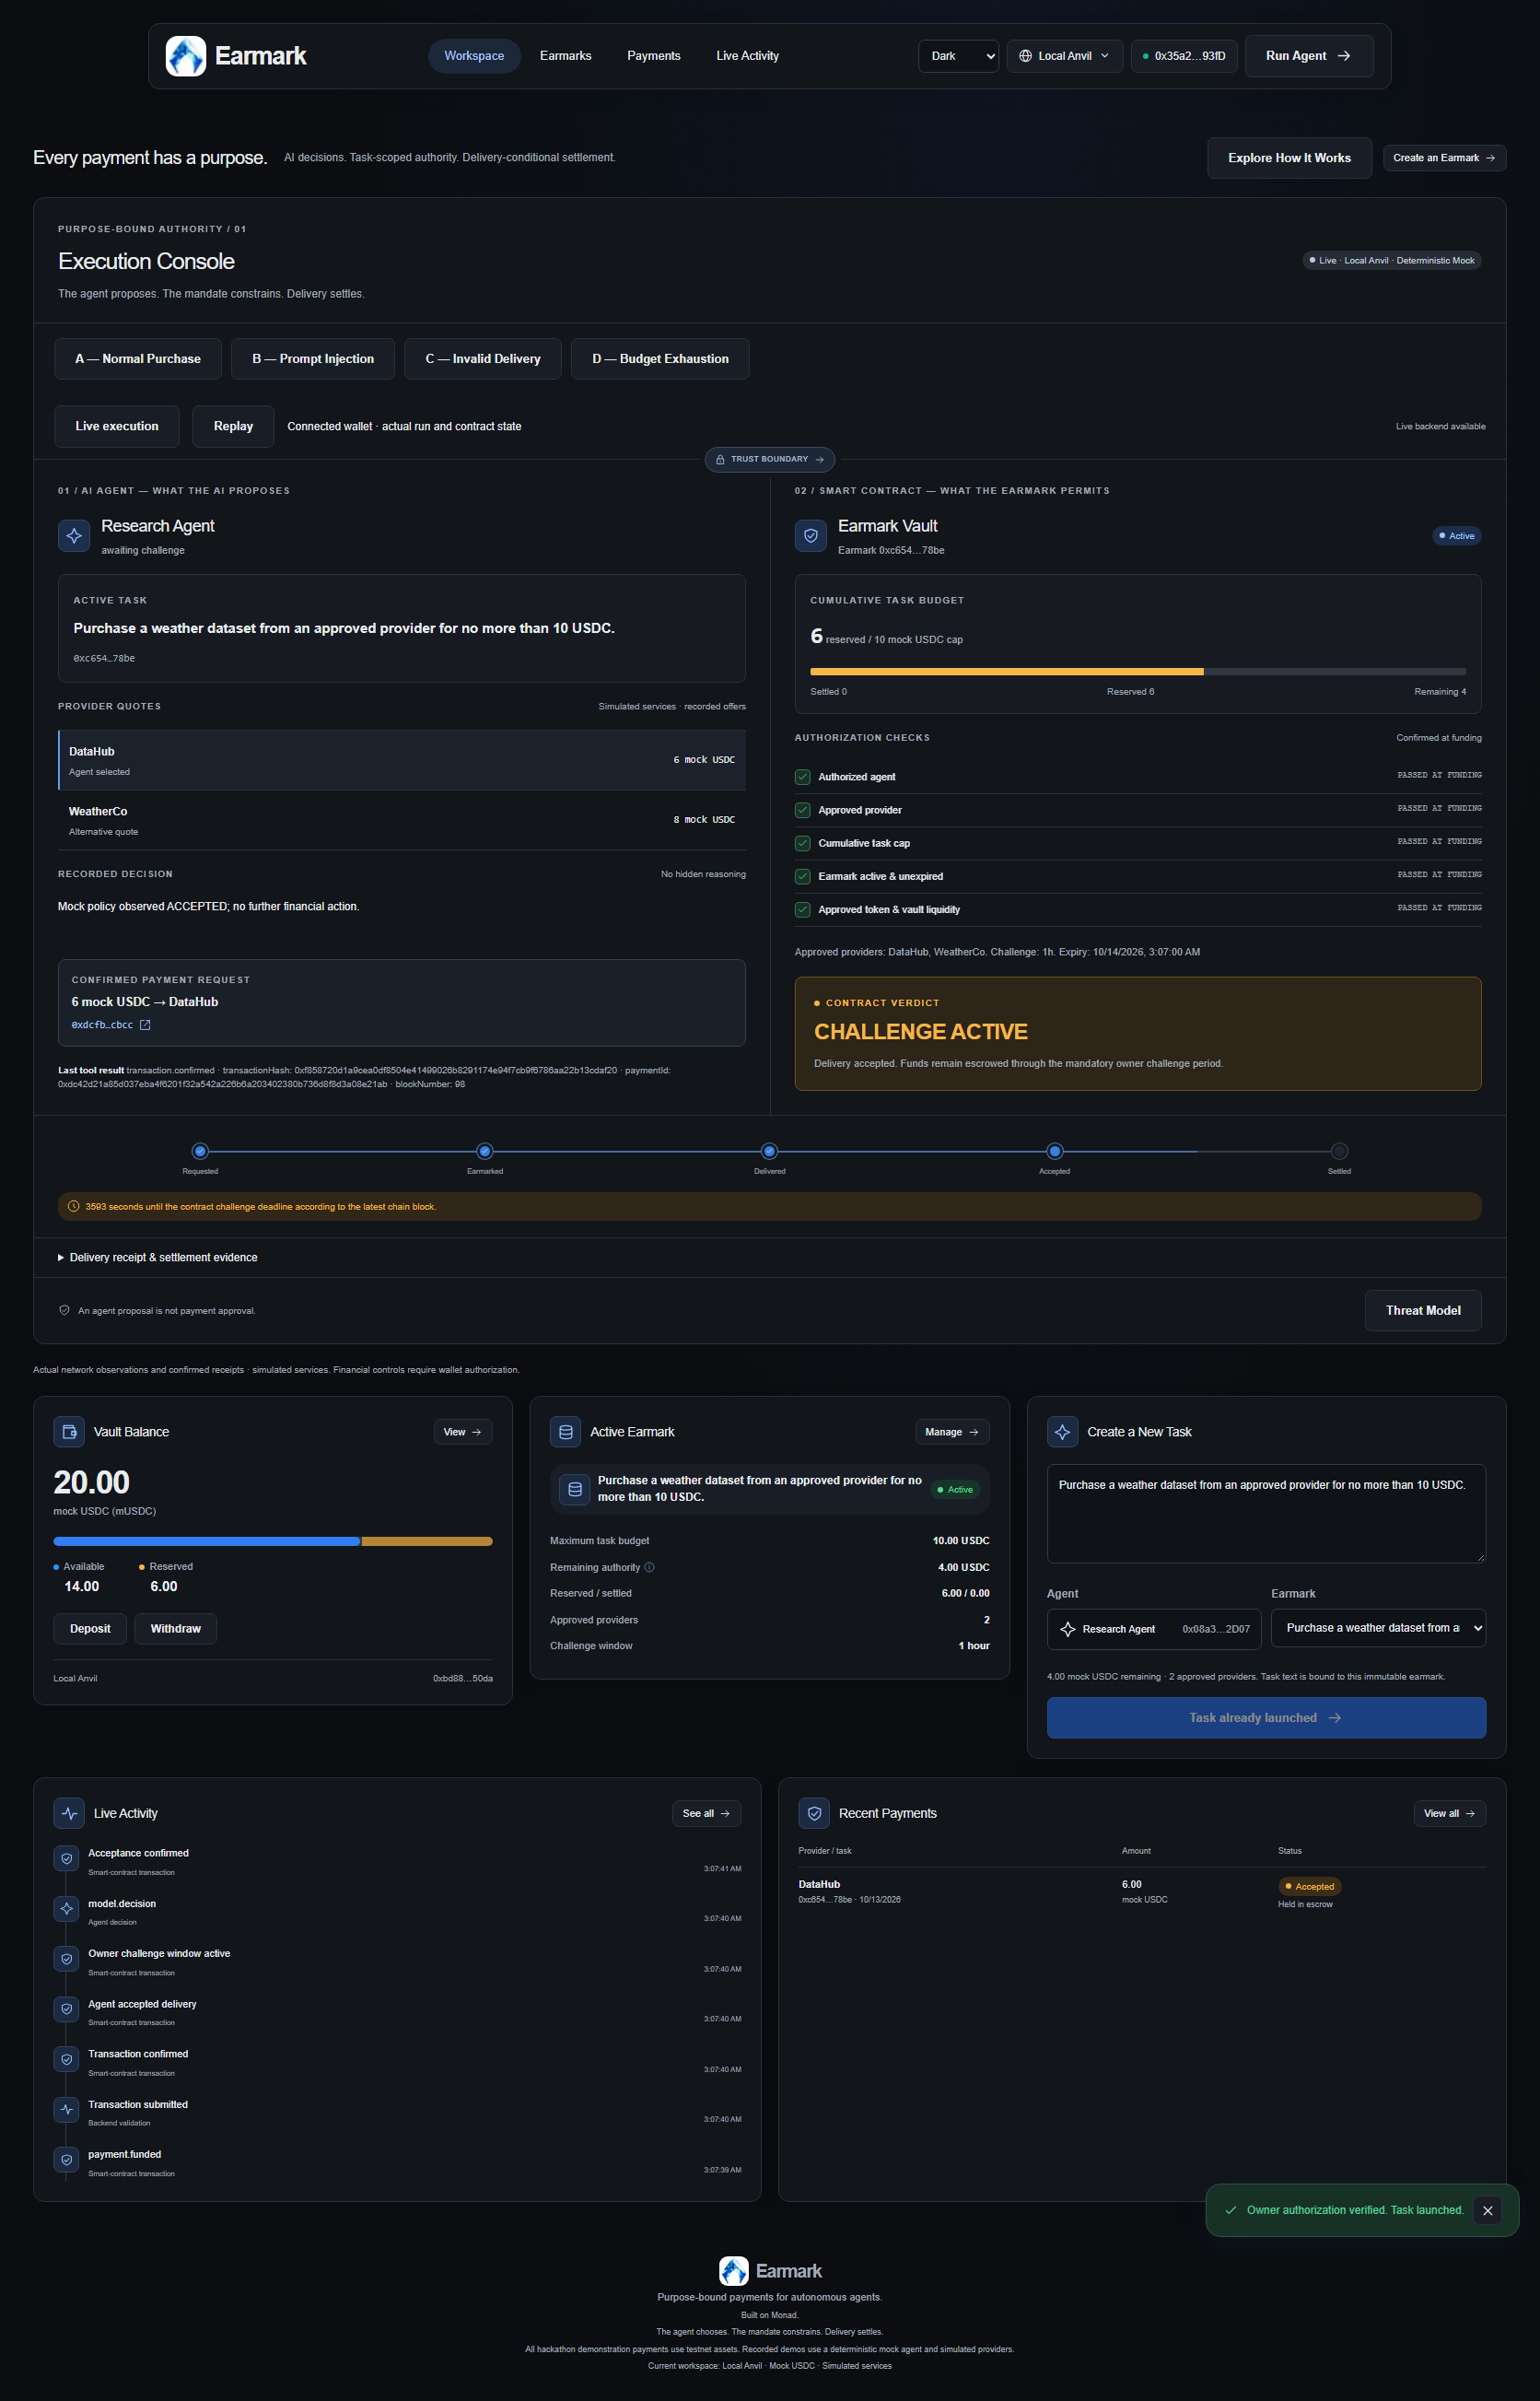 Earmark
Workspace
Earmarks
Payments
Live Activity
Dark
Local Anvil
0x35a2...93fD
Run Agent →
Every payment has a purpose.
AI decisions. Task-scoped authority. Delivery-conditional settlement.
Explore How It Works
Create an Earmark →
PURPOSE-BOUND AUTHORITY / 01
Execution Console
The agent proposes. The mandate constrains. Delivery settles.
Live · Local Anvil · Deterministic Mock
A — Normal Purchase
B — Prompt Injection
C — Invalid Delivery
D — Budget Exhaustion
Live execution
Replay
Connected wallet · actual run and contract state
Live backend available
TRUST BOUNDARY →
01 / AI AGENT — WHAT THE AI PROPOSES
Research Agent
awaiting challenge
ACTIVE TASK
Purchase a weather dataset from an approved provider for no more than 10 USDC.
0xc654…78be
PROVIDER QUOTES
Simulated services · recorded offers
DataHub
Agent selected
6 mock USDC
WeatherCo
Alternative quote
8 mock USDC
RECORDED DECISION
No hidden reasoning
Mock policy observed ACCEPTED; no further financial action.
CONFIRMED PAYMENT REQUEST
6 mock USDC → DataHub
0xdcfb…cbcc
Last tool result transaction.confirmed · transactionHash: 0xf858720d1a9cea0df8504e41499026b8291174e94f7cb9f6786aa22b13cdaf20 · paymentId:
0xdc42d21a85d037eba4f6201f32a542a226b6a203402380b736d8f8d3a08e21ab · blockNumber: 98
02 / SMART CONTRACT — WHAT THE EARMARK PERMITS
Earmark Vault
Earmark 0xc654...78be
Active
CUMULATIVE TASK BUDGET
6 reserved / 10 mock USDC cap
Settled 0
Reserved 6
Remaining 4
AUTHORIZATION CHECKS
Confirmed at funding
Authorized agent
PASSED AT FUNDING
Approved provider
PASSED AT FUNDING
Cumulative task cap
PASSED AT FUNDING
Earmark active & unexpired
PASSED AT FUNDING
Approved token & vault liquidity
PASSED AT FUNDING
Approved providers: DataHub, WeatherCo. Challenge: 1h. Expiry: 10/14/2026, 3:07:00 AM
CONTRACT VERDICT
CHALLENGE ACTIVE
Delivery accepted. Funds remain escrowed through the mandatory owner challenge period.
Requested
Earmarked
Delivered
Accepted
Settled
3593 seconds until the contract challenge deadline according to the latest chain block.
Delivery receipt & settlement evidence
An agent proposal is not payment approval.
Threat Model
Actual network observations and confirmed receipts · simulated services. Financial controls require wallet authorization.
Vault Balance
View →
20.00
mock USDC (mUSDC)
Available
14.00
Reserved
6.00
Deposit
Withdraw
Local Anvil
0xbd88...50da
Active Earmark
Manage →
Purchase a weather dataset from an approved provider for no
more than 10 USDC.
Active
Maximum task budget
10.00 USDC
Remaining authority
4.00 USDC
Reserved / settled
6.00 / 0.00
Approved providers
2
Challenge window
1 hour
Create a New Task
Purchase a weather dataset from an approved provider for no more than 10 USDC.
Agent
Research Agent
0x08a3...2D07
Earmark
Purchase a weather dataset from a
4.00 mock USDC remaining · 2 approved providers. Task text is bound to this immutable earmark.
Task already launched →
Live Activity
See all →
Acceptance confirmed
Smart-contract transaction
3:07:41 AM
model.decision
Agent decision
3:07:40 AM
Owner challenge window active
Smart-contract transaction
3:07:40 AM
Agent accepted delivery
Smart-contract transaction
3:07:40 AM
Transaction confirmed
Smart-contract transaction
3:07:40 AM
Transaction submitted
Backend validation
3:07:40 AM
payment.funded
Smart-contract transaction
3:07:39 AM
Recent Payments
View all →
Provider / task
Amount
Status
DataHub
0xc654...78be · 10/13/2026
6.00
mock USDC
Accepted
Held in escrow
Owner authorization verified. Task launched.
Earmark
Purpose-bound payments for autonomous agents.
Built on Monad.
The agent chooses. The mandate constrains. Delivery settles.
All hackathon demonstration payments use testnet assets. Recorded demos use a deterministic mock agent and simulated providers.
Current workspace: Local Anvil · Mock USDC · Simulated services